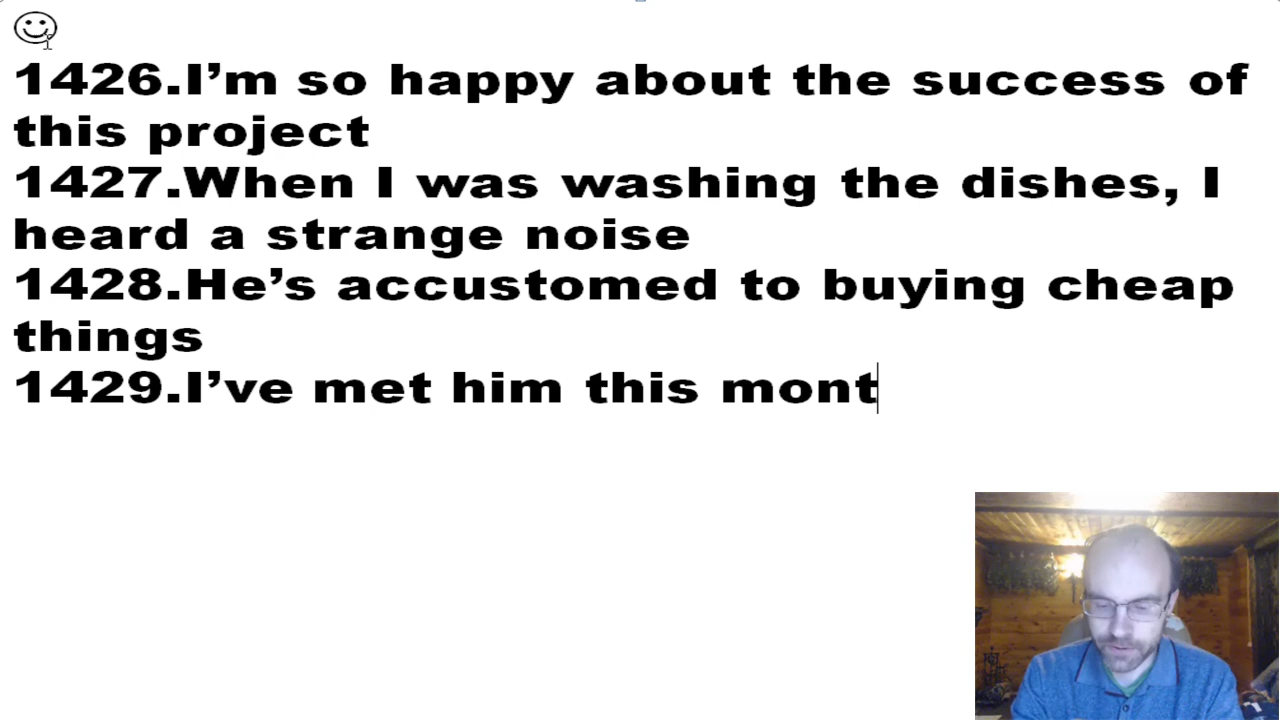 1426.I’m so happy about the success of
this project
1427.When I was washing the dishes, I
heard a strange noise
1428.He’s accustomed to buying cheap
things
1429.I’ve met him this mont